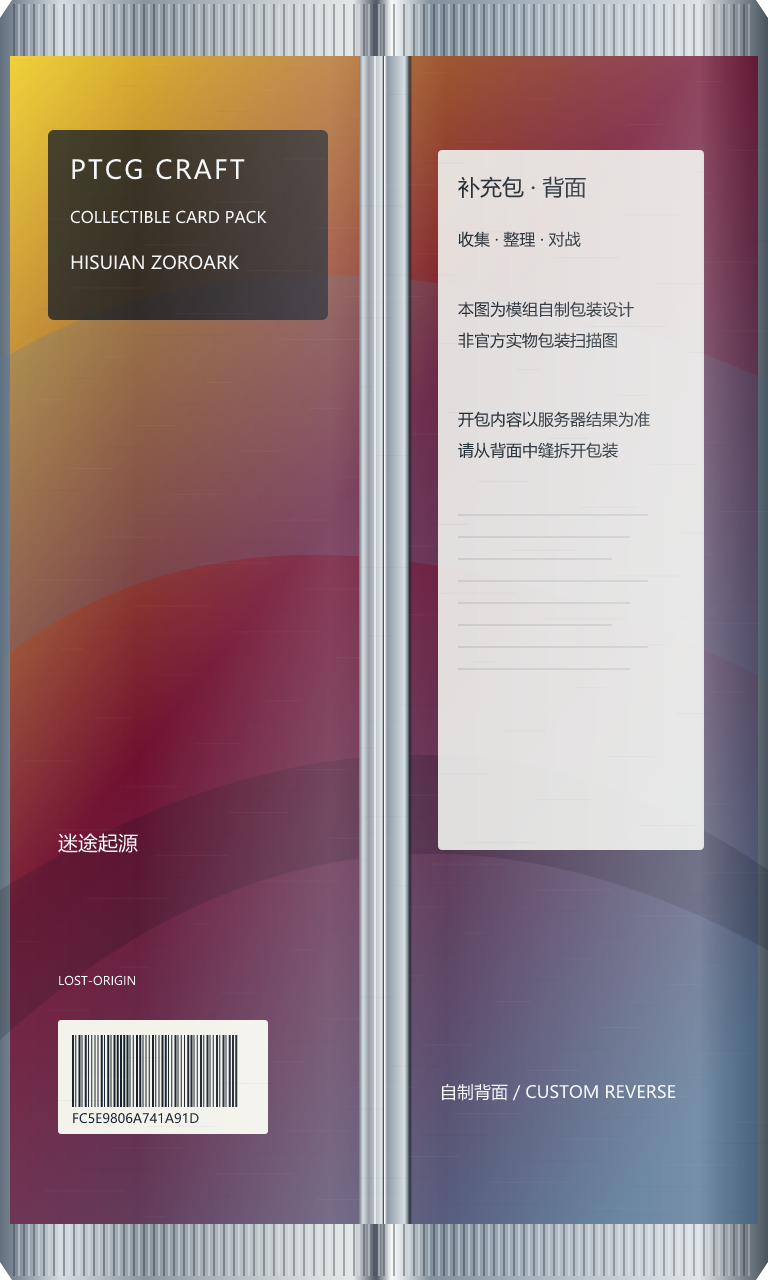 PTCG CRAFT
COLLECTIBLE CARD PACK
HISUIAN ZOROARK
迷途起源
LOST-ORIGIN
FC5E9806A741A91D
补充包 · 背面
收集 · 整理 · 对战
本图为模组自制包装设计
非官方实物包装扫描图
开包内容以服务器结果为准
请从背面中缝拆开包装
自制背面 / CUSTOM REVERSE